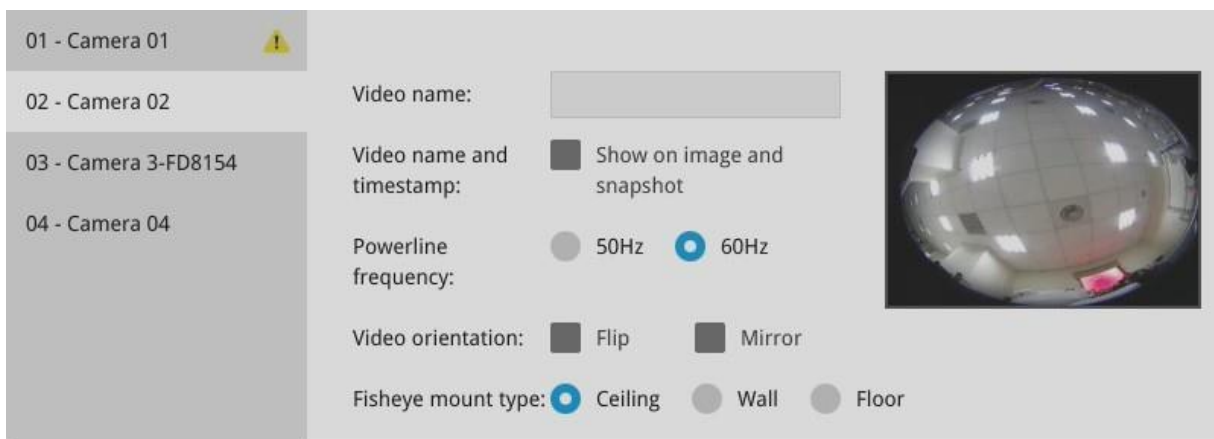 01 - Camera 01
02 - Camera 02
03 - Camera 3-FD8154
04 - Camera 04
Video name:
Video name and
timestamp:
Show on image and
snapshot
Powerline
frequency:
50Hz 60Hz
Video orientation: Flip Mirror
Fisheye mount type: Ceiling Wall Floor